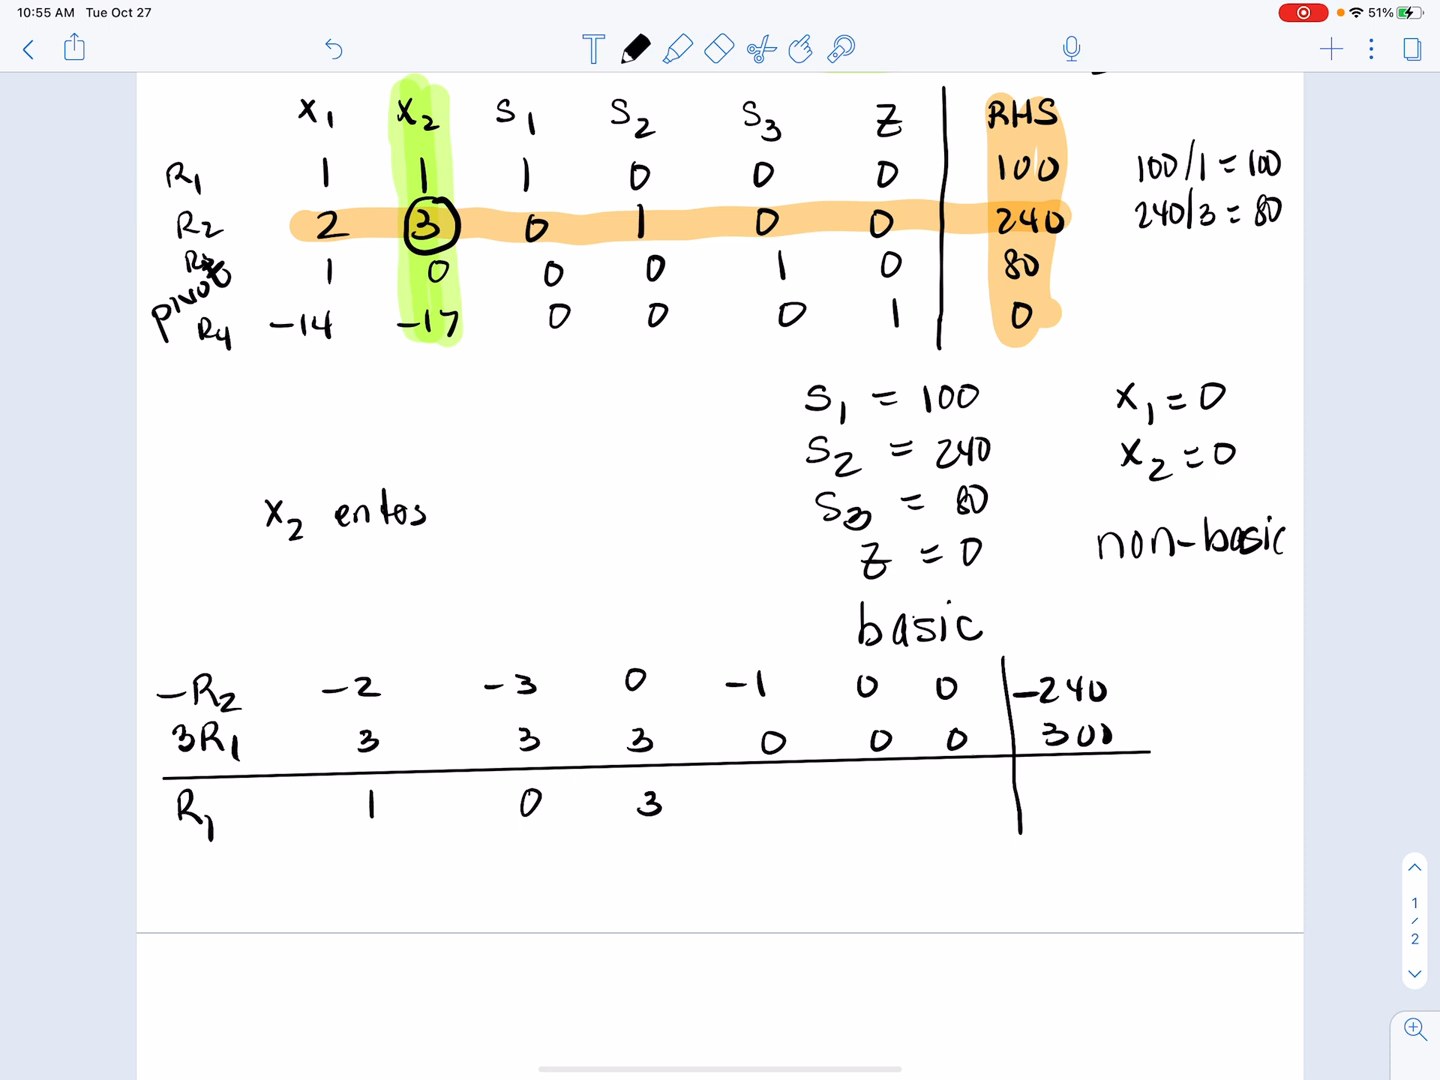 10:55 AM Tue Oct 27 51%
x₁ x₂ S₁ S₂ S₃ Z RHS
R₁ 1 1 1 0 0 0 100 100/1 = 100
R₂ 2 3 0 1 0 0 240 240/3 = 80
1 0 0 0 1 0 80
pivot
R₄ -14 -17 0 0 0 1 0
S₁ = 100 x₁ = 0
S₂ = 240 x₂ = 0
S₃ = 80
x₂ enters
Z = 0 non-basic
basic
-R₂ -2 -3 0 -1 0 0 -240
3R₁ 3 3 3 0 0 0 300
R₁ 1 0 3
1
/
2